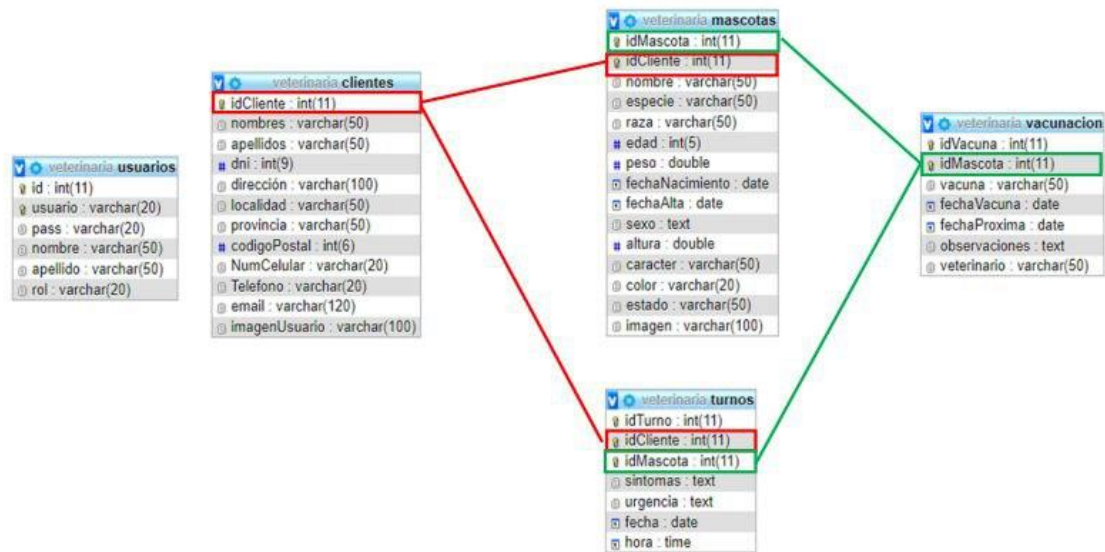 veterinaria usuarios
id : int(11)
usuario : varchar(20)
pass : varchar(20)
nombre : varchar(50)
apellido : varchar(50)
rol : varchar(20)
veterinaria clientes
idCliente : int(11)
nombres : varchar(50)
apellidos : varchar(50)
dni : int(9)
dirección : varchar(100)
localidad : varchar(50)
provincia : varchar(50)
codigoPostal : int(6)
NumCelular : varchar(20)
Telefono : varchar(20)
email : varchar(120)
imagenUsuario : varchar(100)
veterinaria mascotas
idMascota : int(11)
idCliente : int(11)
nombre : varchar(50)
especie : varchar(50)
raza : varchar(50)
edad : int(5)
peso : double
fechaNacimiento : date
fechaAlta : date
sexo : text
altura : double
caracter : varchar(50)
color : varchar(20)
estado : varchar(50)
imagen : varchar(100)
veterinaria turnos
idTurno : int(11)
idCliente : int(11)
idMascota : int(11)
sintomas : text
urgencia : text
fecha : date
hora : time
veterinaria vacunacion
idVacuna : int(11)
idMascota : int(11)
vacuna : varchar(50)
fechaVacuna : date
fechaProxima : date
observaciones : text
veterinario : varchar(50)